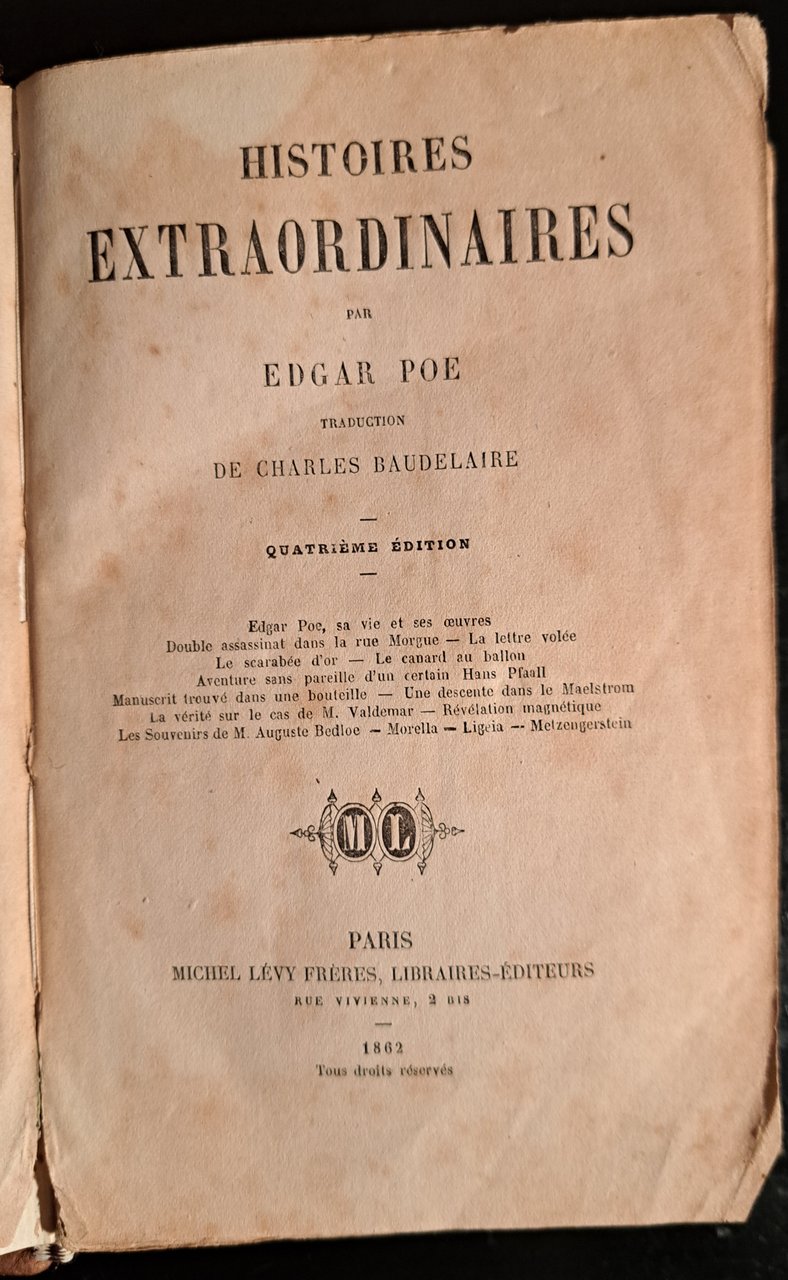 HISTOIRES
EXTRAORDINAIRES
PAR
EDGAR POE
TRADUCTION
DE CHARLES BAUDELAIRE
—
QUATRIÈME ÉDITION
—
Edgar Poe, sa vie et ses œuvres
Double assassinat dans la rue Morgue — La lettre volée
Le scarabée d'or — Le canard au ballon
Aventure sans pareille d'un certain Hans Pfaall
Manuscrit trouvé dans une bouteille — Une descente dans le Maelstrom
La vérité sur le cas de M. Valdemar — Révélation magnétique
Les Souvenirs de M. Auguste Bedloe — Morella — Ligeia — Metzengerstein
ML
PARIS
MICHEL LÉVY FRÈRES, LIBRAIRES-ÉDITEURS
RUE VIVIENNE, 2 BIS
—
1862
Tous droits réservés